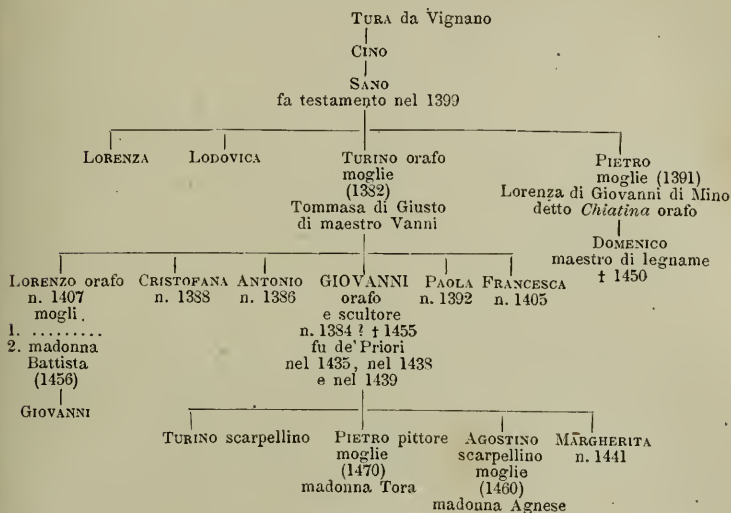 TURA da Vignano
CINO
SANO
fa testamento nel 1399
LORENZA
LODOVICA
TURINO orafo
moglie
(1382)
Tommasa di Giusto
di maestro Vanni
PIETRO
moglie (1391)
Lorenza di Giovanni di Mino
detto Chiatina orafo
DOMENICO
maestro di legname
† 1450
LORENZO orafo
n. 1407
mogli.
1. .........
2. madonna
Battista
(1456)
GIOVANNI
CRISTOFANA
n. 1388
ANTONIO
n. 1386
GIOVANNI
orafo
e scultore
n. 1384 ? † 1455
fu de' Priori
nel 1435, nel 1438
e nel 1439
PAOLA
n. 1392
FRANCESCA
n. 1405
TURINO scarpellino
PIETRO pittore
moglie
(1470)
madonna Tora
AGOSTINO
scarpellino
moglie
(1460)
madonna Agnese
MARGHERITA
n. 1441